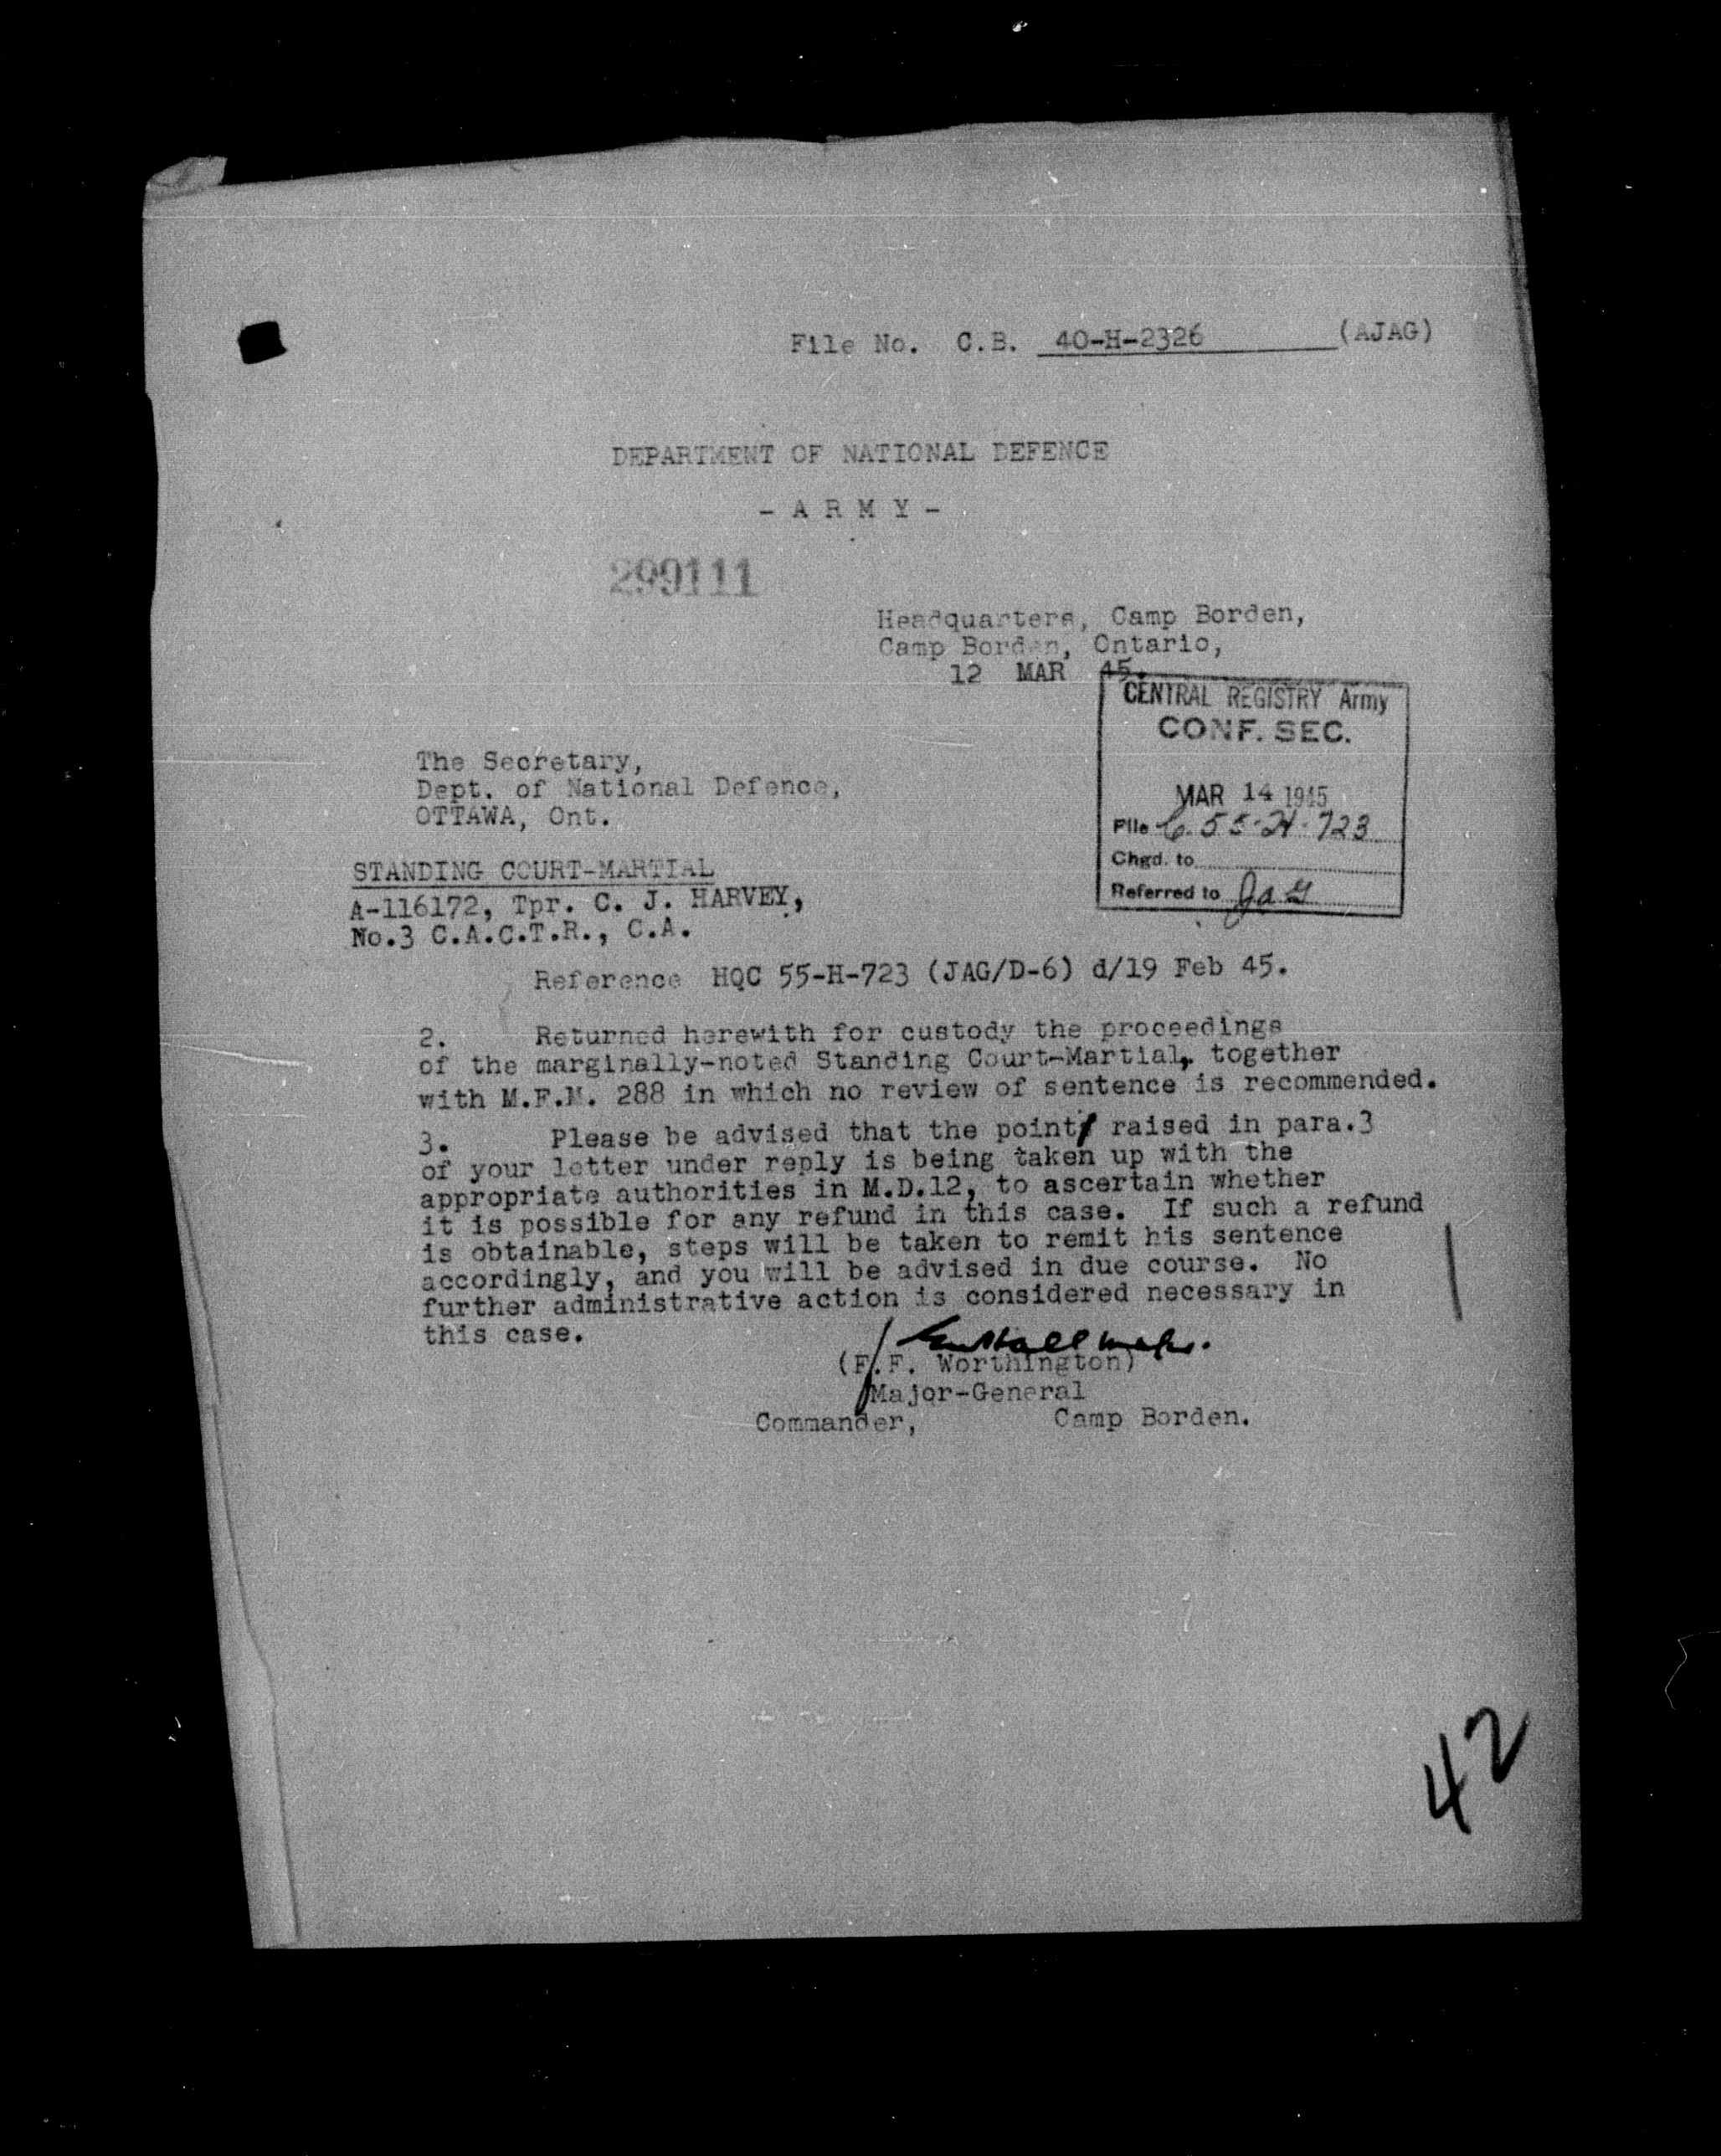 File No. C.B. 40-H-2326 (AJAG)
DEPARTMENT OF NATIONAL DEFENCE
- A R M Y -
299111
Headquarters, Camp Borden,
Camp Borden, Ontario,
12 MAR 45.
CENTRAL REGISTRY Army
CONF. SEC.
MAR 14 1945
File C. 55-H-723
Chgd. to
Referred to JAG
The Secretary,
Dept. of National Defence,
OTTAWA, Ont.
STANDING COURT-MARTIAL
A-116172, Tpr. C. J. HARVEY,
No.3 C.A.C.T.R., C.A.
Reference HQC 55-H-723 (JAG/D-6) d/19 Feb 45.
2. Returned herewith for custody the proceedings
of the marginally-noted Standing Court-Martial, together
with M.F.M. 288 in which no review of sentence is recommended.
3. Please be advised that the point raised in para.3
of your letter under reply is being taken up with the
appropriate authorities in M.D.12, to ascertain whether
it is possible for any refund in this case. If such a refund
is obtainable, steps will be taken to remit his sentence
accordingly, and you will be advised in due course. No
further administrative action is considered necessary in
this case.
(F.F. Worthington)
Major-General
Commander, Camp Borden.
42